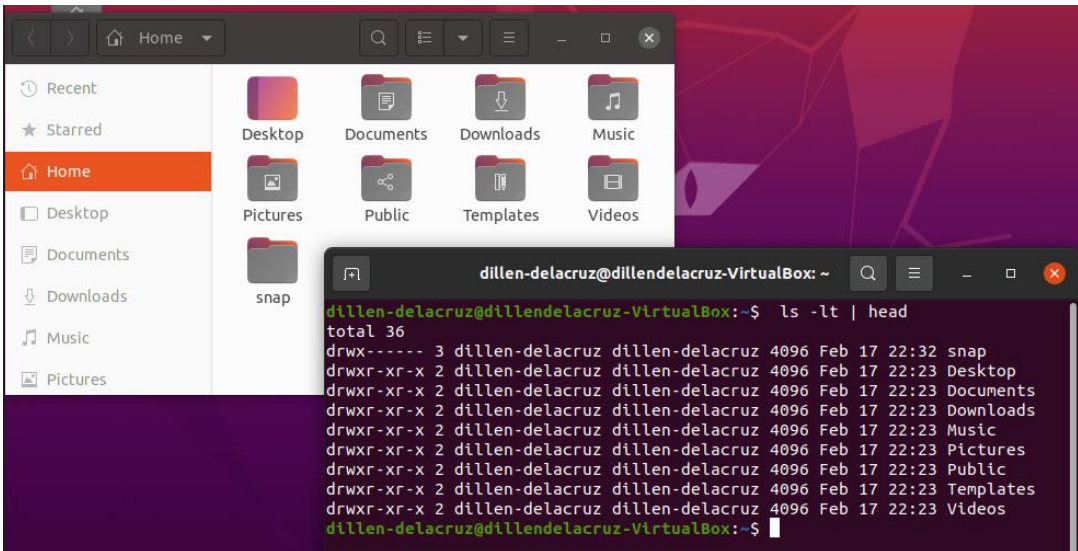 Home
Recent
Starred
Home
Desktop
Documents
Downloads
Music
Pictures
Desktop Documents Downloads Music
Pictures Public Templates Videos
snap
dillen-delacruz@dillendelacruz-VirtualBox: ~
dillen-delacruz@dillendelacruz-VirtualBox:~$  ls -lt | head
total 36
drwx------ 3 dillen-delacruz dillen-delacruz 4096 Feb 17 22:32 snap
drwxr-xr-x 2 dillen-delacruz dillen-delacruz 4096 Feb 17 22:23 Desktop
drwxr-xr-x 2 dillen-delacruz dillen-delacruz 4096 Feb 17 22:23 Documents
drwxr-xr-x 2 dillen-delacruz dillen-delacruz 4096 Feb 17 22:23 Downloads
drwxr-xr-x 2 dillen-delacruz dillen-delacruz 4096 Feb 17 22:23 Music
drwxr-xr-x 2 dillen-delacruz dillen-delacruz 4096 Feb 17 22:23 Pictures
drwxr-xr-x 2 dillen-delacruz dillen-delacruz 4096 Feb 17 22:23 Public
drwxr-xr-x 2 dillen-delacruz dillen-delacruz 4096 Feb 17 22:23 Templates
drwxr-xr-x 2 dillen-delacruz dillen-delacruz 4096 Feb 17 22:23 Videos
dillen-delacruz@dillendelacruz-VirtualBox:~$